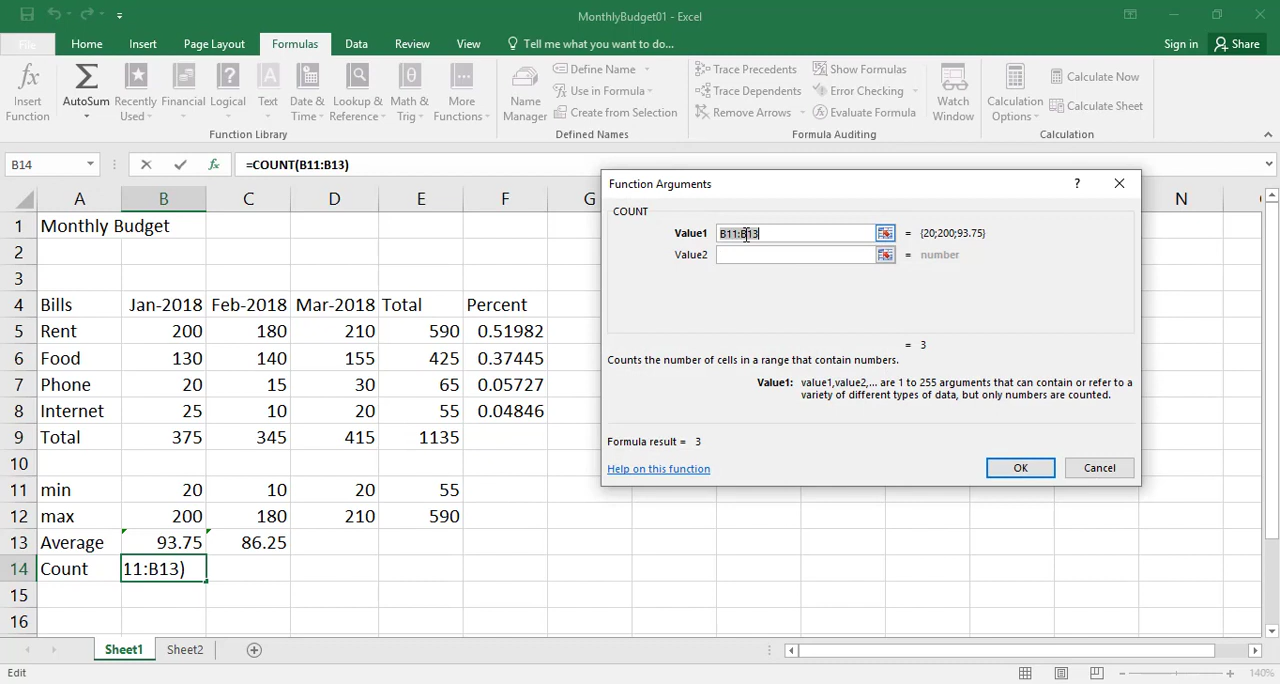 MonthlyBudget01 - Excel
File Home Insert Page Layout Formulas Data Review View Tell me what you want to do... Sign in Share
Insert Function
AutoSum
Recently Used
Financial
Logical
Text
Date & Time
Lookup & Reference
Math & Trig
More Functions
Function Library
Name Manager
Define Name
Use in Formula
Create from Selection
Defined Names
Trace Precedents
Trace Dependents
Remove Arrows
Show Formulas
Error Checking
Evaluate Formula
Formula Auditing
Watch Window
Calculation Options
Calculate Now
Calculate Sheet
Calculation
B14 fx =COUNT(B11:B13)
A B C D E F G N
1 Monthly Budget
2
3
4 Bills Jan-2018 Feb-2018 Mar-2018 Total Percent
5 Rent 200 180 210 590 0.51982
6 Food 130 140 155 425 0.37445
7 Phone 20 15 30 65 0.05727
8 Internet 25 10 20 55 0.04846
9 Total 375 345 415 1135
10
11 min 20 10 20 55
12 max 200 180 210 590
13 Average 93.75 86.25
14 Count 11:B13)
15
16
Function Arguments ?
COUNT
Value1 B11:B13 = {20;200;93.75}
Value2 = number
= 3
Counts the number of cells in a range that contain numbers.
Value1: value1,value2,... are 1 to 255 arguments that can contain or refer to a
variety of different types of data, but only numbers are counted.
Formula result = 3
Help on this function OK Cancel
Sheet1 Sheet2
Edit 140%